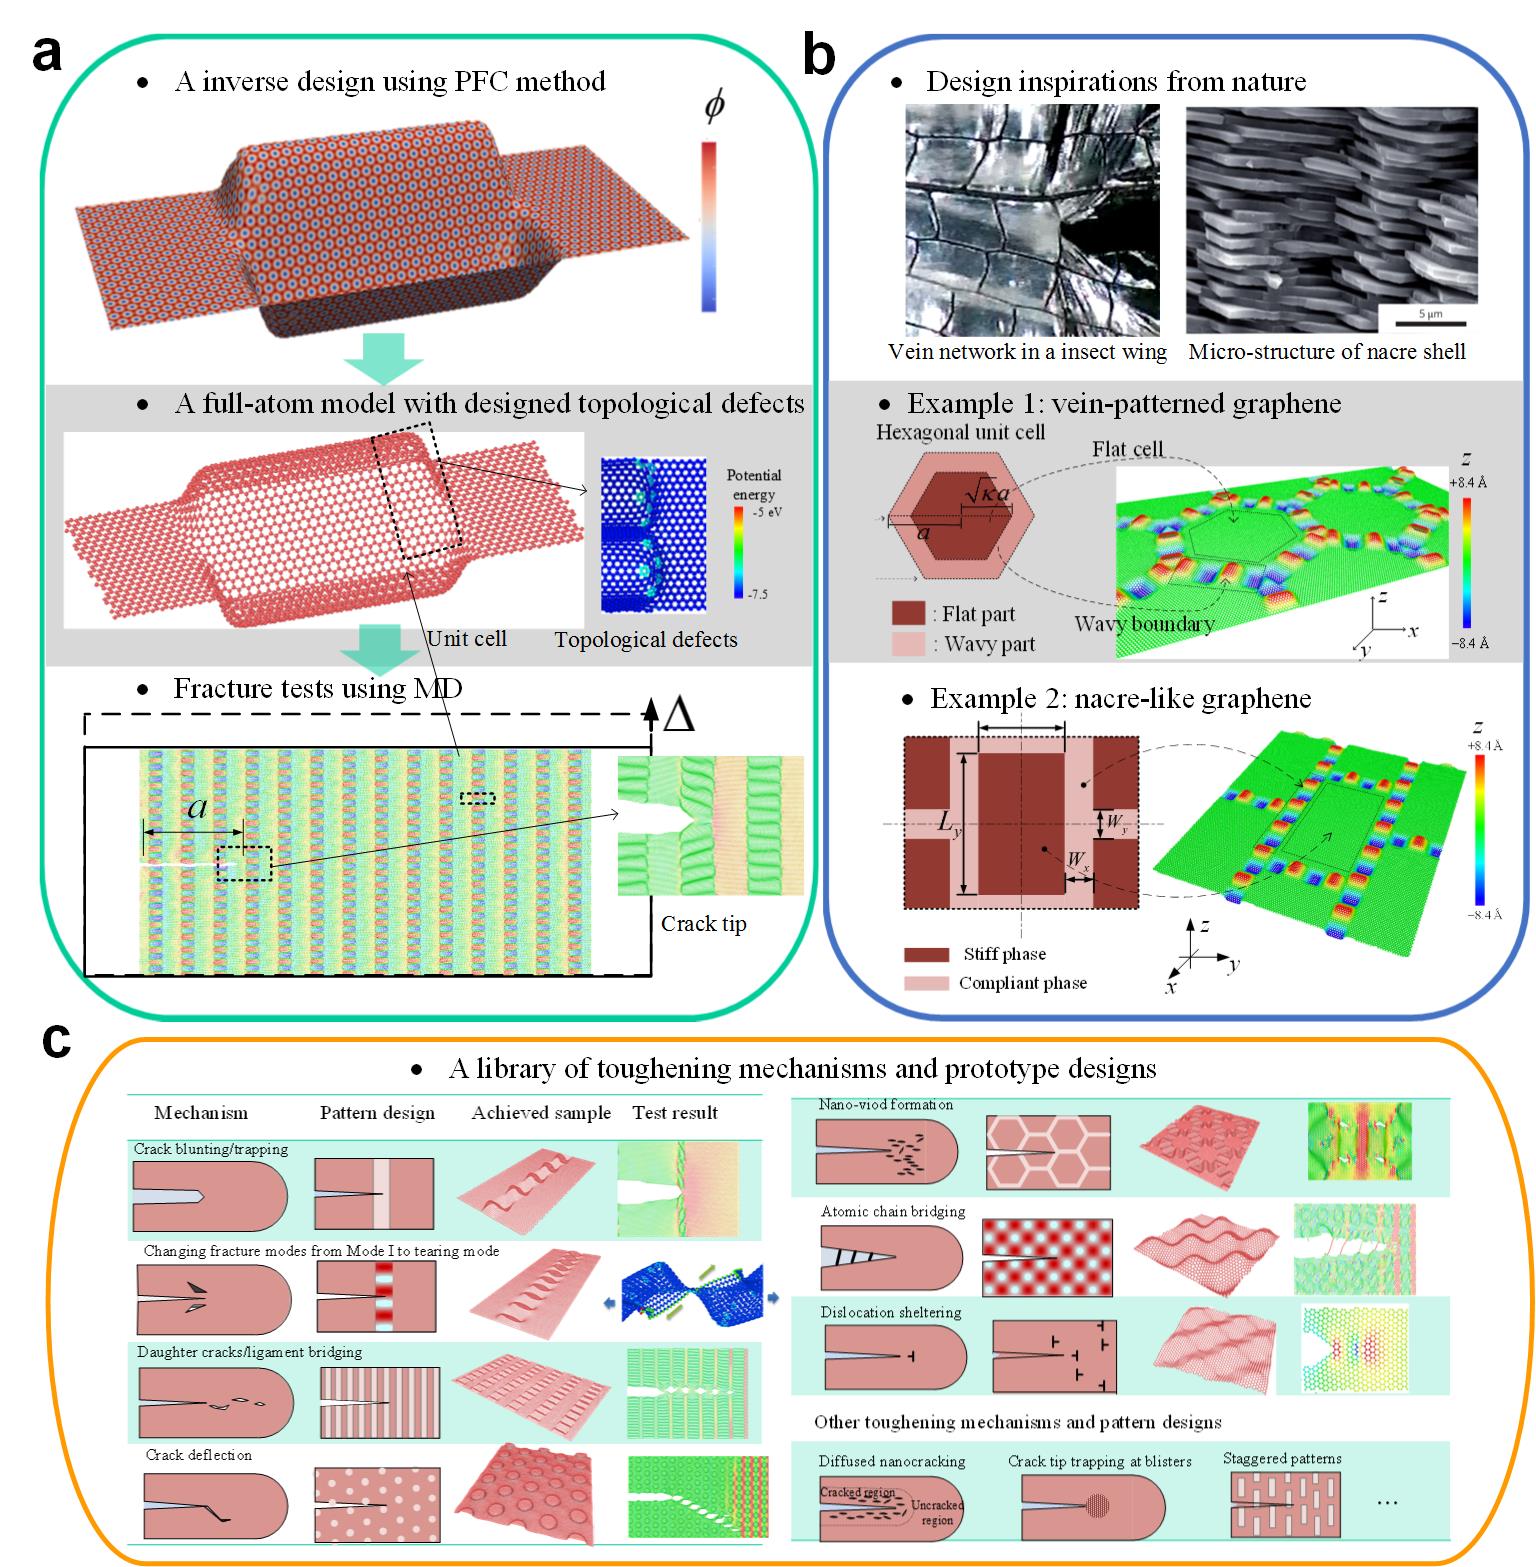 a
• A inverse design using PFC method
ϕ
• A full-atom model with designed topological defects
Potential
energy
-5 eV
-7.5
Unit cell
Topological defects
• Fracture tests using MD
Δ
a
Crack tip
b
• Design inspirations from nature
5 μm
Vein network in a insect wing
Micro-structure of nacre shell
• Example 1: vein-patterned graphene
Hexagonal unit cell
Flat cell
√κa
a
: Flat part
: Wavy part
Wavy boundary
z
x
y
z
+8.4 Å
−8.4 Å
• Example 2: nacre-like graphene
L_y
W_y
W_x
Stiff phase
Compliant phase
z
y
x
z
+8.4 Å
−8.4 Å
c
• A library of toughening mechanisms and prototype designs
Mechanism Pattern design Achieved sample Test result
Crack blunting/trapping
Changing fracture modes from Mode I to tearing mode
Daughter cracks/ligament bridging
Crack deflection
Nano-viod formation
Atomic chain bridging
Dislocation sheltering
Other toughening mechanisms and pattern designs
Diffused nanocracking
Cracked region
Uncracked
region
Crack tip trapping at blisters
Staggered patterns
...